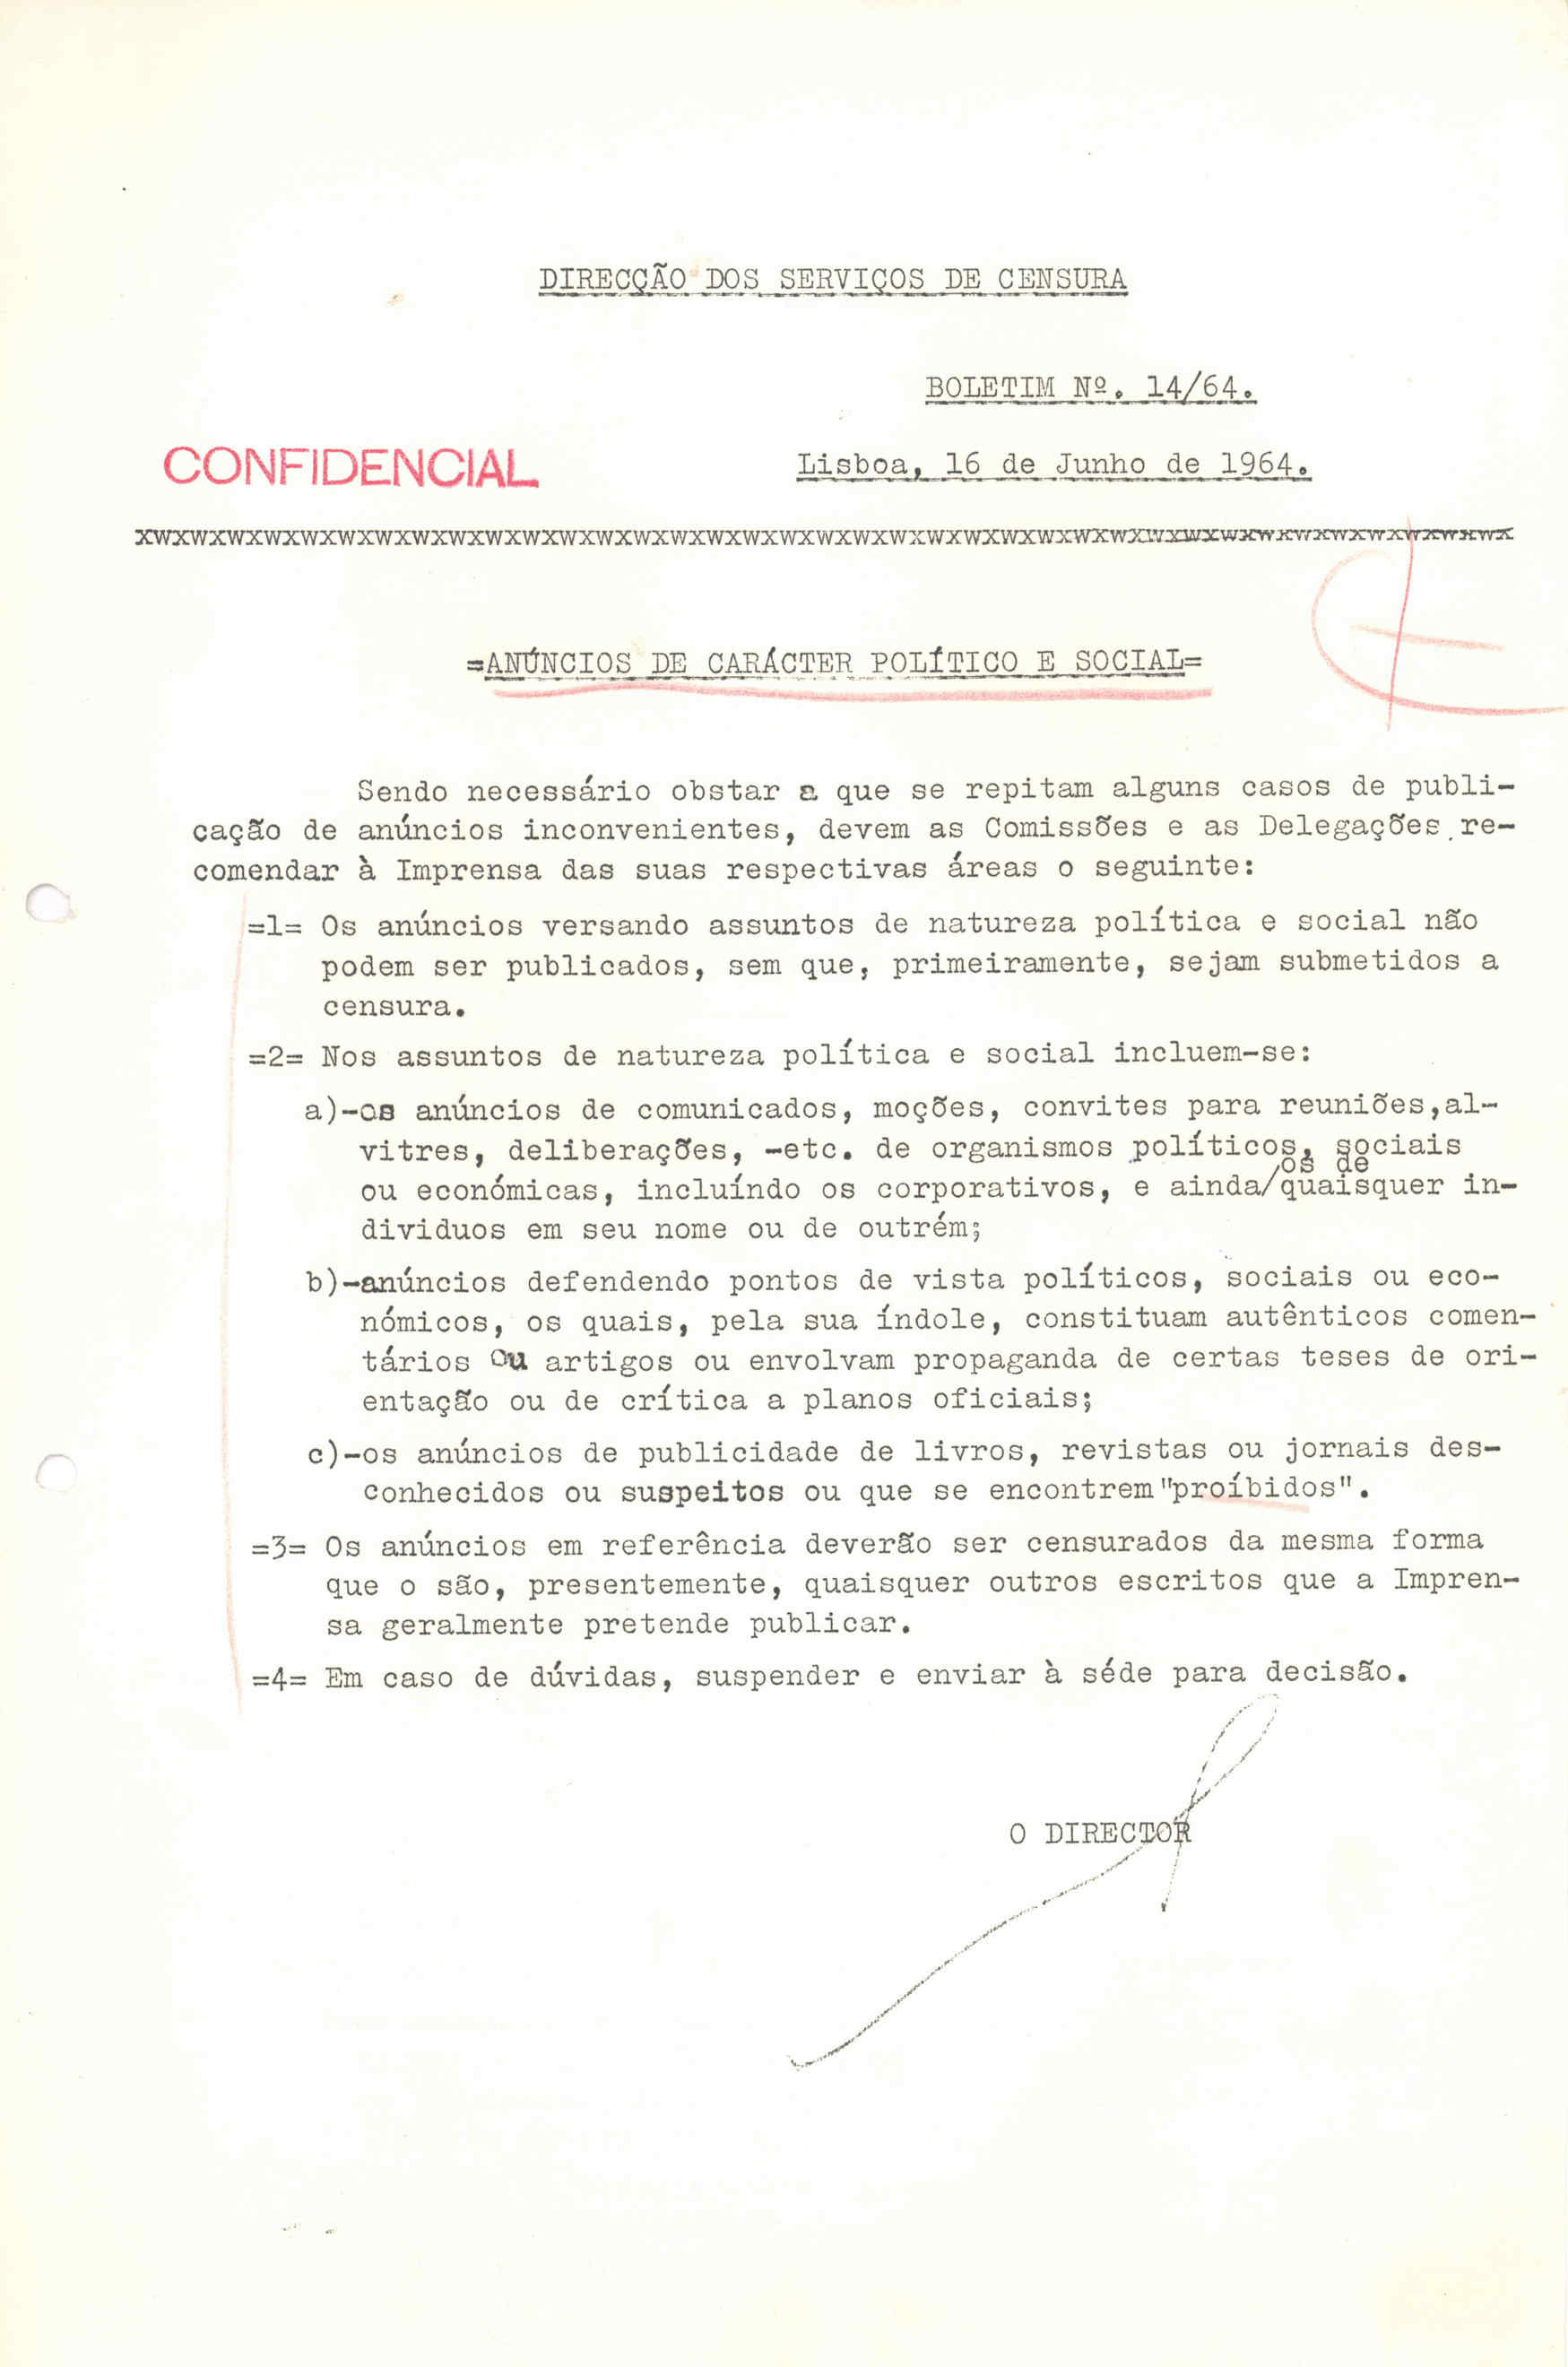 DIRECÇÃO DOS SERVIÇOS DE CENSURA
BOLETIM Nº. 14/64.
CONFIDENCIAL
Lisboa, 16 de Junho de 1964.
XWXWXWXWXWXWXWXWXWXWXWXWXWXWXWXWXWXWXWXWXWXWXWXWXWXWXWXWXWXWXWXWXWXWXWXWXWX
=ANÚNCIOS DE CARÁCTER POLÍTICO E SOCIAL=
Sendo necessário obstar a que se repitam alguns casos de publi-
cação de anúncios inconvenientes, devem as Comissões e as Delegações re-
comendar à Imprensa das suas respectivas áreas o seguinte:
=1= Os anúncios versando assuntos de natureza política e social não
podem ser publicados, sem que, primeiramente, sejam submetidos a
censura.
=2= Nos assuntos de natureza política e social incluem-se:
a)-os anúncios de comunicados, moções, convites para reuniões,al-
vitres, deliberações, -etc. de organismos políticos, sociais
ou económicas, incluíndo os corporativos, e ainda/os de quaisquer in-
dividuos em seu nome ou de outrém;
b)-anúncios defendendo pontos de vista políticos, sociais ou eco-
nómicos, os quais, pela sua índole, constituam autênticos comen-
tários ou artigos ou envolvam propaganda de certas teses de ori-
entação ou de crítica a planos oficiais;
c)-os anúncios de publicidade de livros, revistas ou jornais des-
conhecidos ou suspeitos ou que se encontrem"proíbidos".
=3= Os anúncios em referência deverão ser censurados da mesma forma
que o são, presentemente, quaisquer outros escritos que a Impren-
sa geralmente pretende publicar.
=4= Em caso de dúvidas, suspender e enviar à séde para decisão.
O DIRECTOR